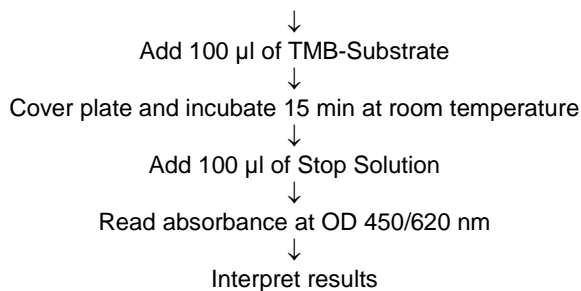 ↓
Add 100 µl of TMB-Substrate
↓
Cover plate and incubate 15 min at room temperature
↓
Add 100 µl of Stop Solution
↓
Read absorbance at OD 450/620 nm
↓
Interpret results